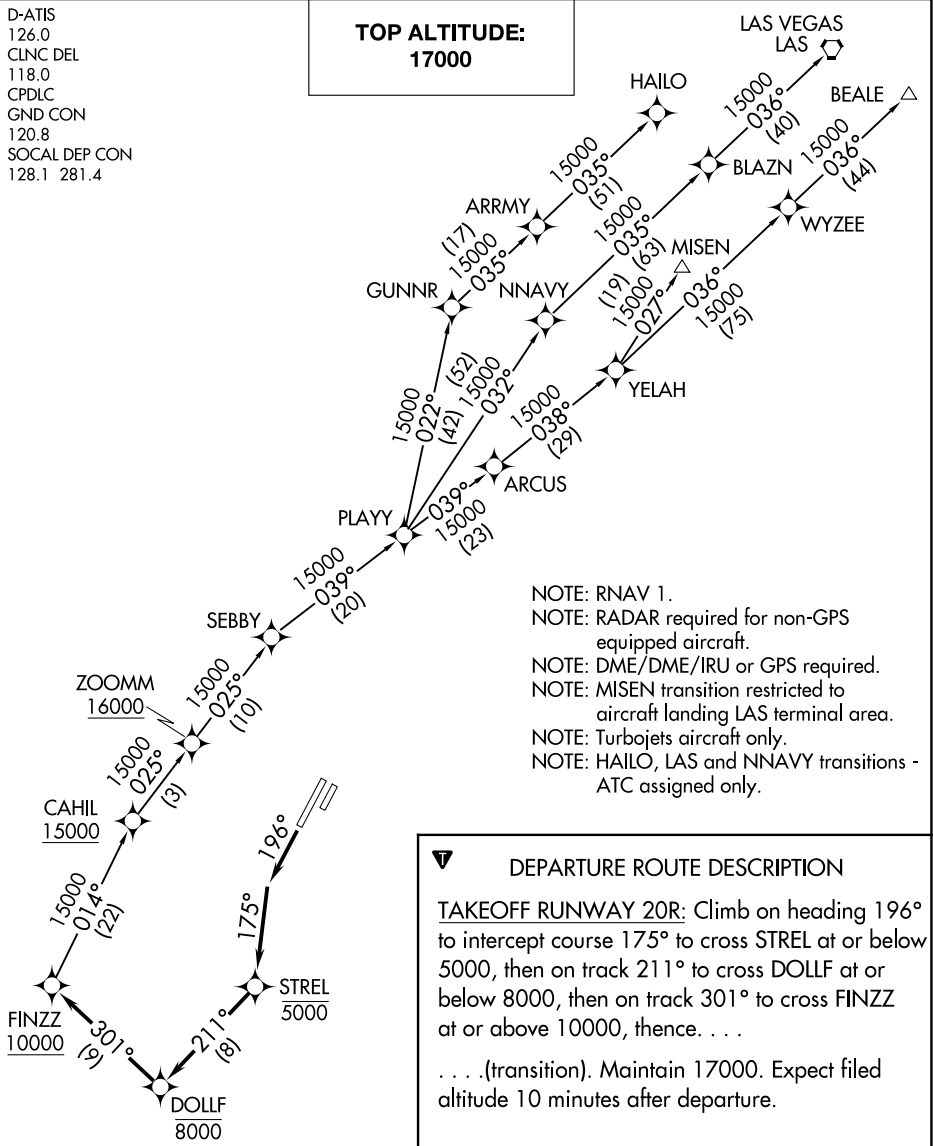 D-ATIS
126.0
CLNC DEL
118.0
CPDLC
GND CON
120.8
SOCAL DEP CON
128.1 281.4
TOP ALTITUDE:
17000
LAS VEGAS
LAS
HAILO
BEALE
15000
036°
(40)
15000
035°
(51)
BLAZN
15000
036°
(44)
ARRMY
WYZEE
(17)
15000
035°
15000
035°
(63)
MISEN
GUNNR
NNAVY
(19)
15000
027°
036°
15000
(75)
15000
022°
(42)
(52)
15000
032°
YELAH
15000
038°
(29)
ARCUS
PLAYY
039°
15000
(23)
15000
039°
(20)
SEBBY
ZOOMM
16000
15000
025°
(10)
15000
025°
(3)
CAHIL
15000
15000
014°
(22)
196°
175°
STREL
5000
FINZZ
10000
301°
(9)
211°
(8)
DOLLF
8000
NOTE: RNAV 1.
NOTE: RADAR required for non-GPS
equipped aircraft.
NOTE: DME/DME/IRU or GPS required.
NOTE: MISEN transition restricted to
aircraft landing LAS terminal area.
NOTE: Turbojets aircraft only.
NOTE: HAILO, LAS and NNAVY transitions -
ATC assigned only.
T
DEPARTURE ROUTE DESCRIPTION
TAKEOFF RUNWAY 20R: Climb on heading 196°
to intercept course 175° to cross STREL at or below
5000, then on track 211° to cross DOLLF at or
below 8000, then on track 301° to cross FINZZ
at or above 10000, thence. . . .
. . . .(transition). Maintain 17000. Expect filed
altitude 10 minutes after departure.